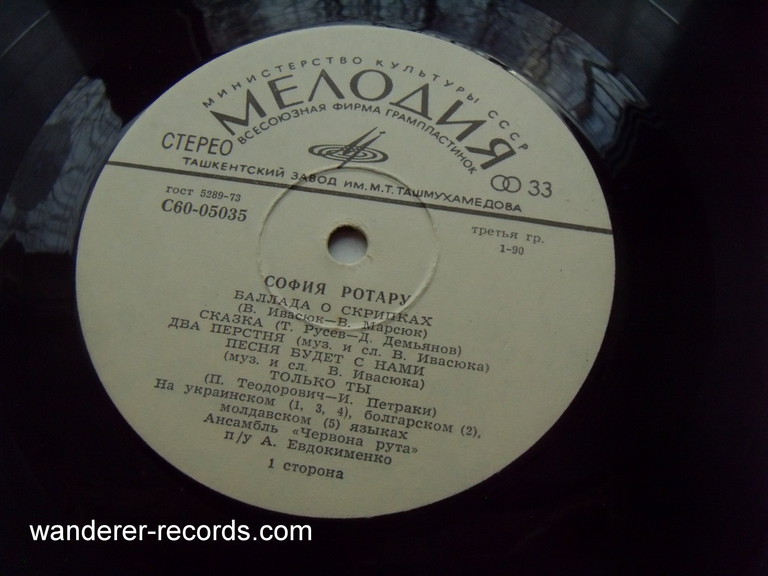 МИНИСТЕРСТВО КУЛЬТУРЫ СССР
МЕЛОДИЯ
ВСЕСОЮЗНАЯ ФИРМА ГРАМПЛАСТИНОК
СТЕРЕО
33
ТАШКЕНТСКИЙ ЗАВОД ИМ. М.Т. ТАШМУХАМЕДОВА
гост 5289-73
С60-05035
третья гр.
1-90
СОФИЯ РОТАРУ
БАЛЛАДА О СКРИПКАХ
(В. Ивасюк—В. Марсюк)
СКАЗКА (Т. Русев—Д. Демьянов)
ДВА ПЕРСТНЯ (муз. и сл. В. Ивасюка)
ПЕСНЯ БУДЕТ С НАМИ
(муз. и сл. В. Ивасюка)
ТОЛЬКО ТЫ
(П. Теодорович—И. Петраки)
На украинском (1, 3, 4), болгарском (2),
молдавском (5) языках
Ансамбль «Червона рута»
п/у А. Евдокименко
1 сторона
wanderer-records.com